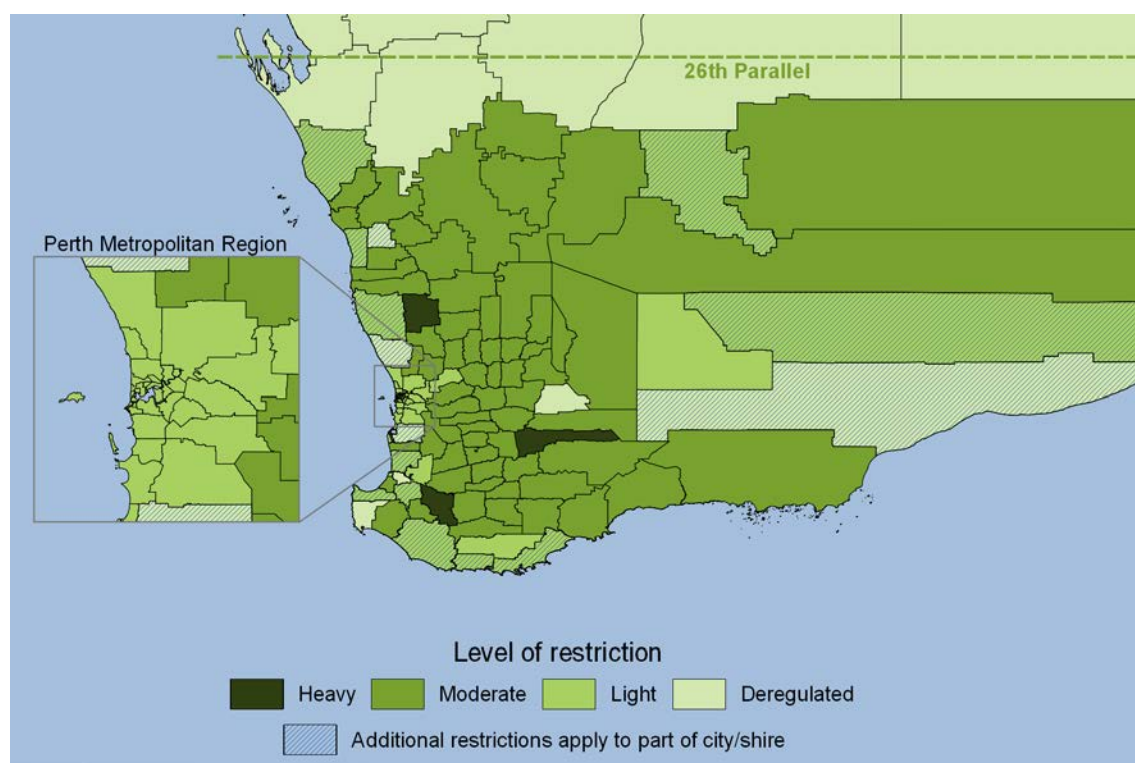 26th Parallel
Perth Metropolitan Region
Level of restriction
Heavy
Moderate
Light
Deregulated
Additional restrictions apply to part of city/shire